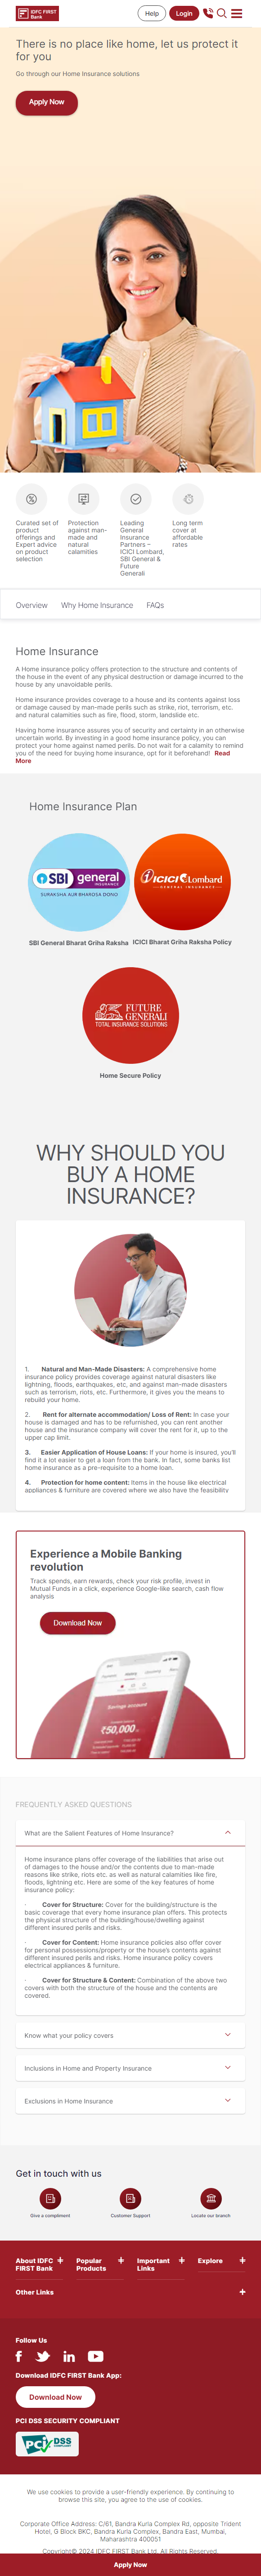 IDFC FIRST
Bank
Help
Login
There is no place like home, let us protect it
for you
Go through our Home Insurance solutions
Apply Now
Curated set of
product
offerings and
Expert advice
on product
selection
Protection
against man-
made and
natural
calamities
Leading
General
Insurance
Partners –
ICICI Lombard,
SBI General &
Future
Generali
Long term
cover at
affordable
rates
Overview
Why Home Insurance
FAQs
Home Insurance
A Home insurance policy offers protection to the structure and contents of
the house in the event of any physical destruction or damage incurred to the
house by any unavoidable perils.
Home insurance provides coverage to a house and its contents against loss
or damage caused by man-made perils such as strike, riot, terrorism, etc.
and natural calamities such as fire, flood, storm, landslide etc.
Having home insurance assures you of security and certainty in an otherwise
uncertain world. By investing in a good home insurance policy, you can
protect your home against named perils. Do not wait for a calamity to remind
you of the need for buying home insurance, opt for it beforehand! Read
More
Home Insurance Plan
SBI general
INSURANCE
SURAKSHA AUR BHAROSA DONO
ICICI Lombard
GENERAL INSURANCE
SBI General Bharat Griha Raksha
ICICI Bharat Griha Raksha Policy
FUTURE
GENERALI
TOTAL INSURANCE SOLUTIONS
Home Secure Policy
WHY SHOULD YOU
BUY A HOME
INSURANCE?
1. Natural and Man-Made Disasters: A comprehensive home
insurance policy provides coverage against natural disasters like
lightning, floods, earthquakes, etc, and against man-made disasters
such as terrorism, riots, etc. Furthermore, it gives you the means to
rebuild your home.
2. Rent for alternate accommodation/ Loss of Rent: In case your
house is damaged and has to be refurnished, you can rent another
house and the insurance company will cover the rent for it, up to the
upper cap limit.
3. Easier Application of House Loans: If your home is insured, you'll
find it a lot easier to get a loan from the bank. In fact, some banks list
home insurance as a pre-requisite to a home loan.
4. Protection for home content: Items in the house like electrical
appliances & furniture are covered where we also have the feasibility
Experience a Mobile Banking
revolution
Track spends, earn rewards, check your risk profile, invest in
Mutual Funds in a click, experience Google-like search, cash flow
analysis
Download Now
Savings account
₹50,000
FREQUENTLY ASKED QUESTIONS
What are the Salient Features of Home Insurance?
Home insurance plans offer coverage of the liabilities that arise out
of damages to the house and/or the contents due to man-made
reasons like strike, riots etc. as well as natural calamities like fire,
floods, lightning etc. Here are some of the key features of home
insurance policy:
· Cover for Structure: Cover for the building/structure is the
basic coverage that every home insurance plan offers. This protects
the physical structure of the building/house/dwelling against
different insured perils and risks.
· Cover for Content: Home insurance policies also offer cover
for personal possessions/property or the house's contents against
different insured perils and risks. Home insurance policy covers
electrical appliances & furniture.
· Cover for Structure & Content: Combination of the above two
covers with both the structure of the house and the contents are
covered.
Know what your policy covers
Inclusions in Home and Property Insurance
Exclusions in Home Insurance
Get in touch with us
Give a compliment
Customer Support
Locate our branch
About IDFC
FIRST Bank
Popular
Products
Important
Links
Explore
Other Links
Follow Us
Download IDFC FIRST Bank App:
Download Now
PCI DSS SECURITY COMPLIANT
PCI DSS
We use cookies to provide a user-friendly experience. By continuing to
browse this site, you agree to the use of cookies.
Corporate Office Address: C/61, Bandra Kurla Complex Rd, opposite Trident
Hotel, G Block BKC, Bandra Kurla Complex, Bandra East, Mumbai,
Maharashtra 400051
Copyright© 2024 IDFC FIRST Bank Ltd. All Rights Reserved.
Apply Now